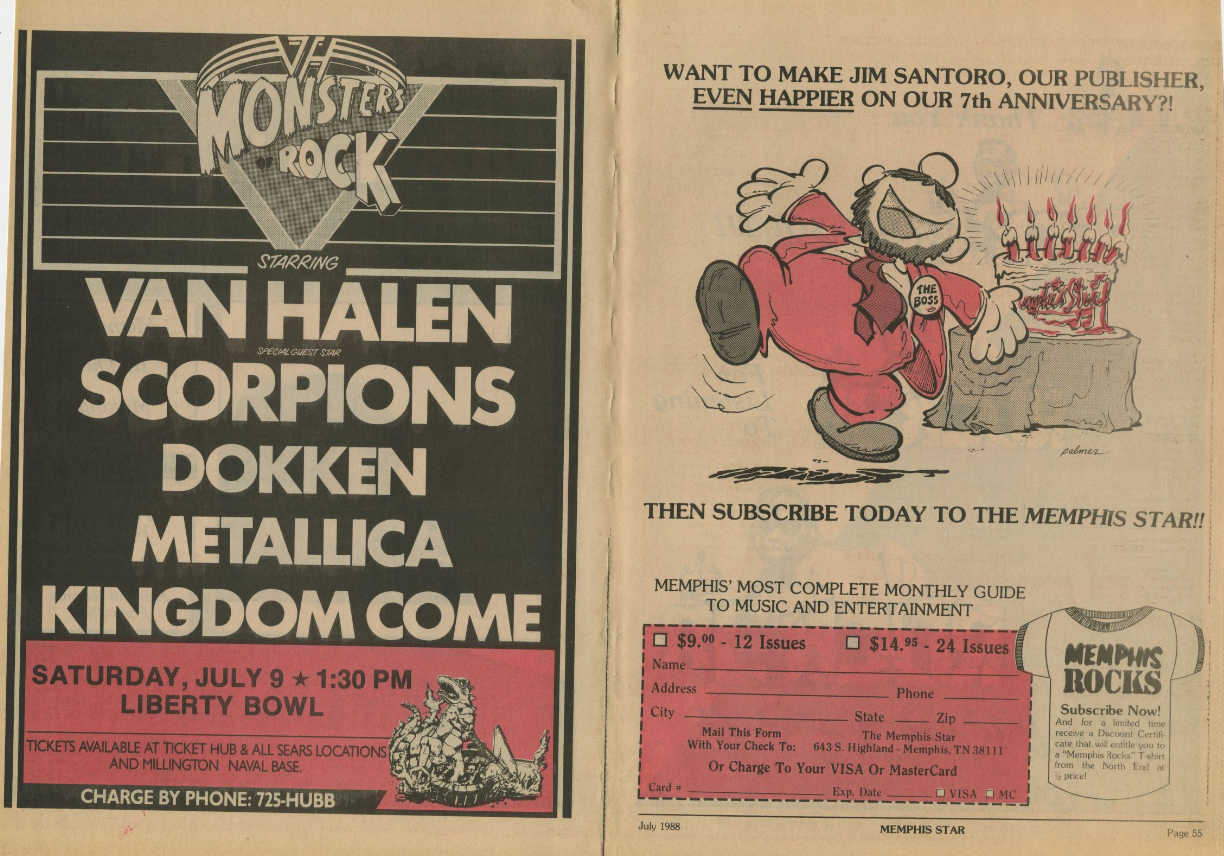 VH
MONSTERS
OF
ROCK
STARRING
VAN HALEN
SPECIAL GUEST STAR
SCORPIONS
DOKKEN
METALLICA
KINGDOM COME
SATURDAY, JULY 9 ★ 1:30 PM
LIBERTY BOWL
TICKETS AVAILABLE AT TICKET HUB & ALL SEARS LOCATIONS
AND MILLINGTON NAVAL BASE.
CHARGE BY PHONE: 725-HUBB
WANT TO MAKE JIM SANTORO, OUR PUBLISHER,
EVEN HAPPIER ON OUR 7th ANNIVERSARY?!
THE
BOSS
palmer
THEN SUBSCRIBE TODAY TO THE MEMPHIS STAR!!
MEMPHIS' MOST COMPLETE MONTHLY GUIDE
TO MUSIC AND ENTERTAINMENT
$9.00 - 12 Issues $14.95 - 24 Issues
Name
Address Phone
City State Zip
Mail This Form The Memphis Star
With Your Check To: 643 S. Highland - Memphis, TN 38111
Or Charge To Your VISA Or MasterCard
Card # Exp. Date VISA MC
MEMPHIS
ROCKS
Subscribe Now!
And for a limited time
receive a Discount Certifi-
cate that will entitle you to
a "Memphis Rocks" T-shirt
from the North End at
½ price!
July 1988 MEMPHIS STAR Page 55